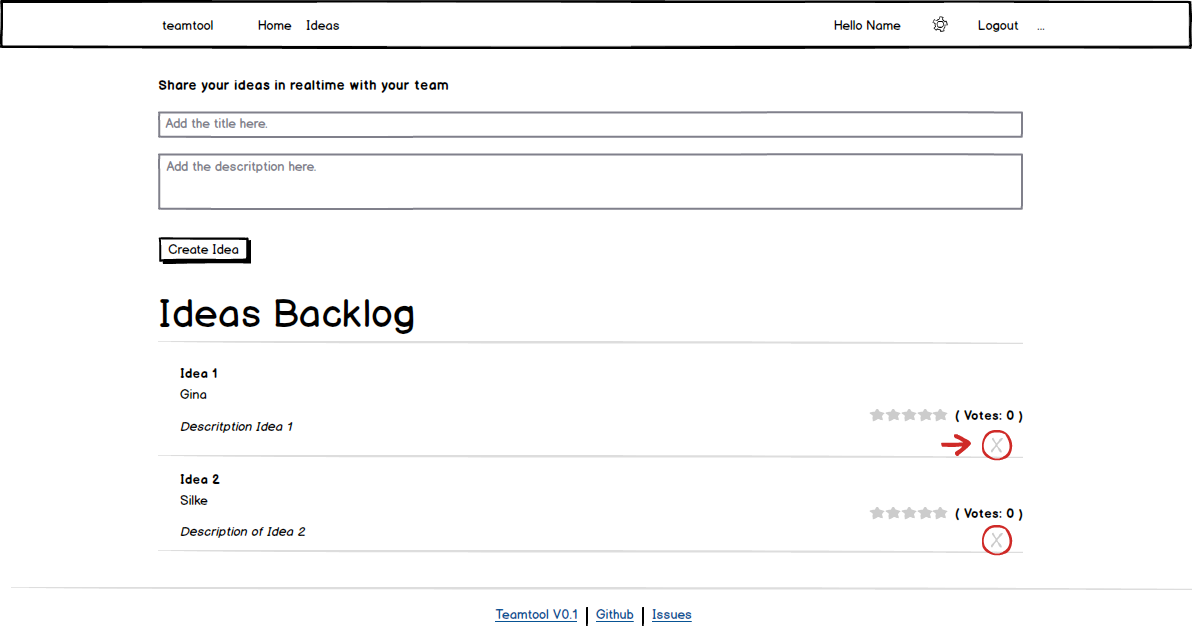 teamtool Home Ideas Hello Name Logout ...
Share your ideas in realtime with your team
Add the title here.
Add the descritption here.
Create Idea
Ideas Backlog
Idea 1
Gina
( Votes: 0 )
Descritption Idea 1
X
Idea 2
Silke
( Votes: 0 )
Description of Idea 2
X
Teamtool V0.1 | Github | Issues